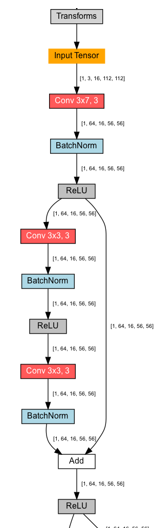 Transforms
Input Tensor
[1, 3, 16, 112, 112]
Conv 3x7, 3
[1, 64, 16, 56, 56]
BatchNorm
[1, 64, 16, 56, 56]
ReLU
[1, 64, 16, 56, 56]
Conv 3x3, 3
[1, 64, 16, 56, 56]
BatchNorm
[1, 64, 16, 56, 56]
ReLU
[1, 64, 16, 56, 56]
[1, 64, 16, 56, 56]
Conv 3x3, 3
[1, 64, 16, 56, 56]
BatchNorm
[1, 64, 16, 56, 56]
Add
[1, 64, 16, 56, 56]
ReLU